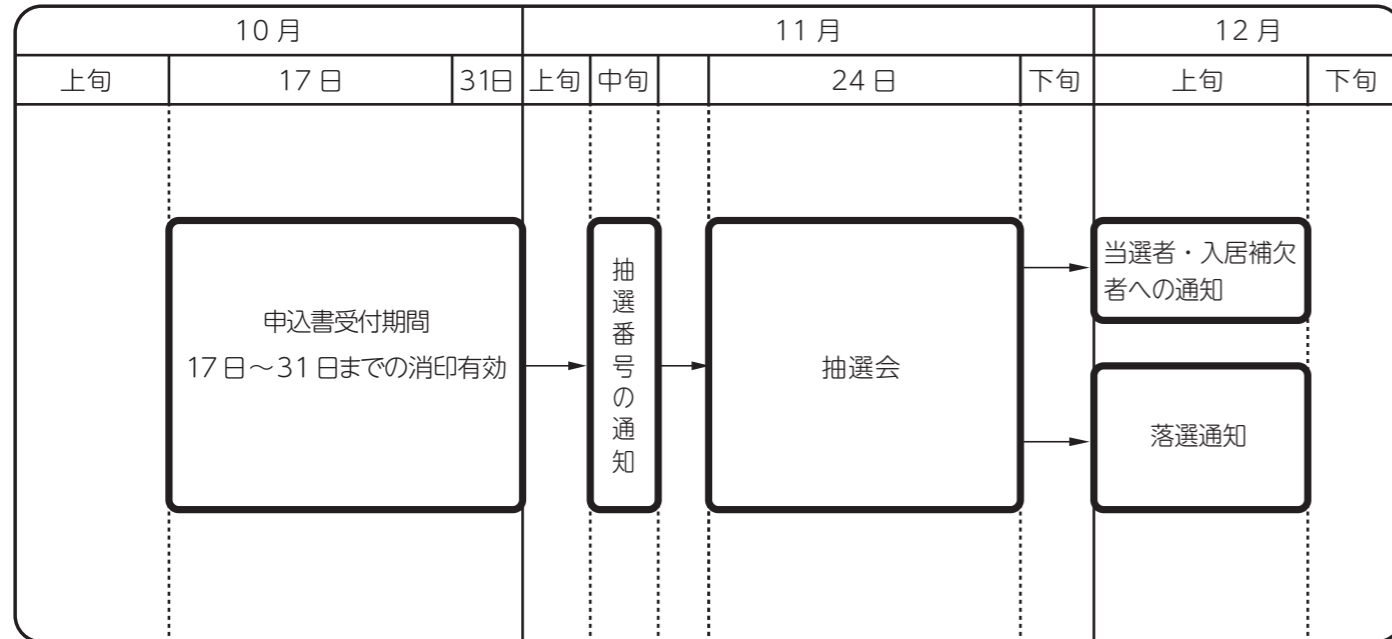 10月
11月
12月
上旬
17日
31日
上旬
中旬
24日
下旬
上旬
下旬
申込書受付期間
17日～31日までの消印有効
抽選番号の通知
抽選会
当選者・入居補欠
者への通知
落選通知